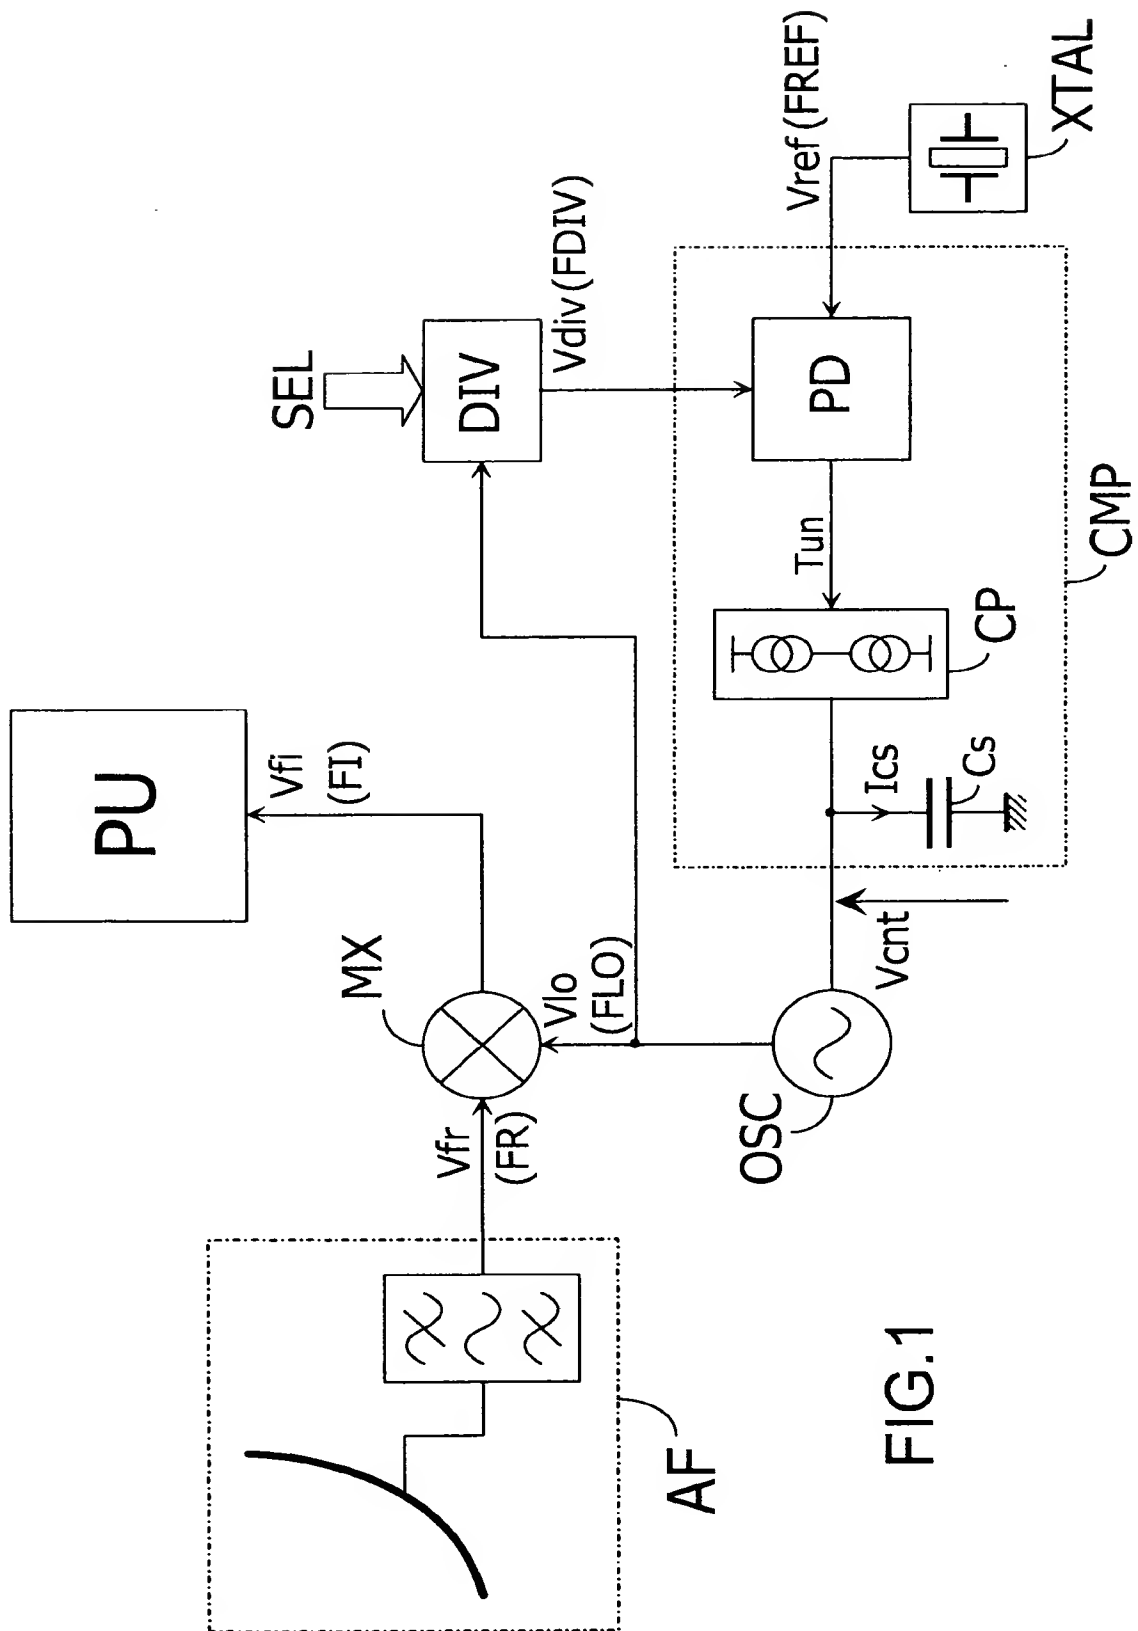 AF
Vfr
(FR)
MX
PU
Vfi
(FI)
Vlo
(FLO)
OSC
Vcnt
SEL
DIV
Vdiv (FDIV)
Ics
Cs
CP
Tun
PD
CMP
Vref (FREF)
XTAL
FIG.1